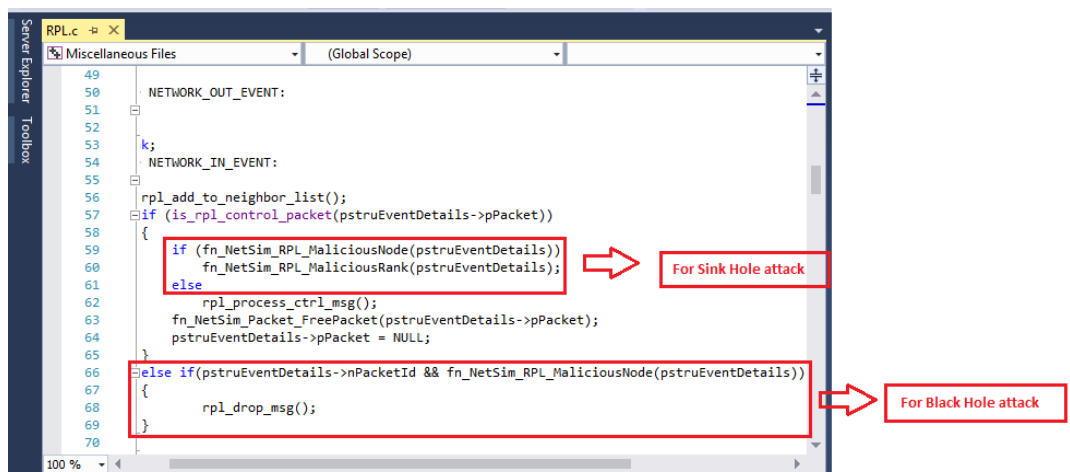 RPL.c
Server Explorer
Toolbox
Miscellaneous Files
(Global Scope)
49
50 NETWORK_OUT_EVENT:
51
52
53 k;
54 NETWORK_IN_EVENT:
55
56 rpl_add_to_neighbor_list();
57 if (is_rpl_control_packet(pstruEventDetails->pPacket))
58 {
59 if (fn_NetSim_RPL_MaliciousNode(pstruEventDetails))
60 fn_NetSim_RPL_MaliciousRank(pstruEventDetails);
61 else
62 rpl_process_ctrl_msg();
63 fn_NetSim_Packet_FreePacket(pstruEventDetails->pPacket);
64 pstruEventDetails->pPacket = NULL;
65 }
66 else if(pstruEventDetails->nPacketId && fn_NetSim_RPL_MaliciousNode(pstruEventDetails))
67 {
68 rpl_drop_msg();
69 }
70
For Sink Hole attack
For Black Hole attack
100 %